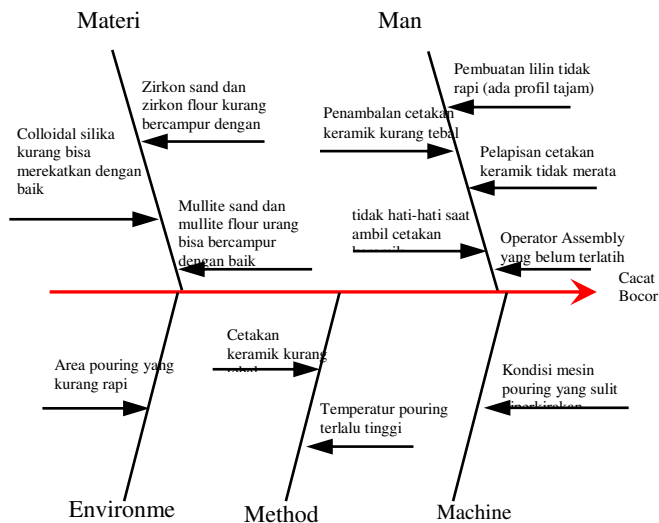 Materi
Man
Zirkon sand dan
zirkon flour kurang
bercampur dengan
Colloidal silika
kurang bisa
merekatkan dengan
baik
Mullite sand dan
mullite flour urang
bisa bercampur
dengan baik
Pembuatan lilin tidak
rapi (ada profil tajam)
Penambalan cetakan
keramik kurang tebal
Pelapisan cetakan
keramik tidak merata
tidak hati-hati saat
ambil cetakan
Operator Assembly
yang belum terlatih
Cacat
Bocor
Area pouring yang
kurang rapi
Cetakan
keramik kurang
Temperatur pouring
terlalu tinggi
Kondisi mesin
pouring yang sulit
diperkirakan
Environme
Method
Machine